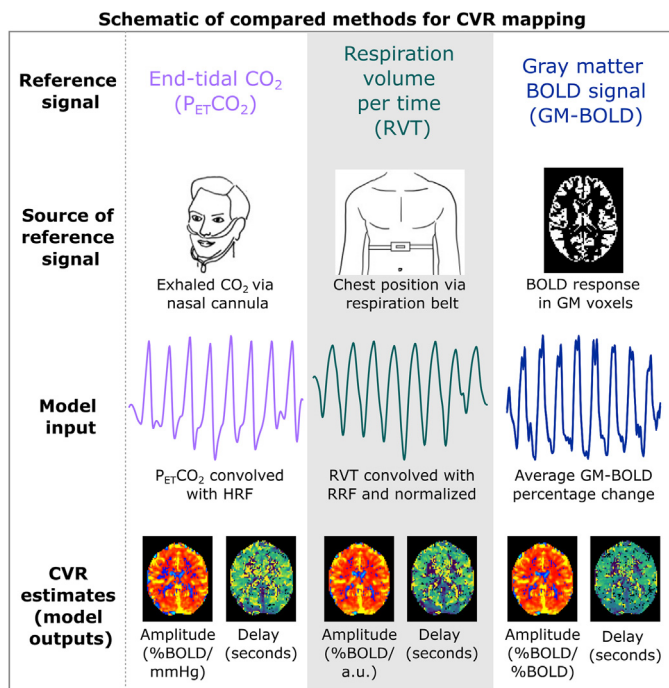 Schematic of compared methods for CVR mapping
Reference
signal
End-tidal CO₂
(P_ETCO₂)
Respiration
volume
per time
(RVT)
Gray matter
BOLD signal
(GM-BOLD)
Source of
reference
signal
Exhaled CO₂ via
nasal cannula
Chest position via
respiration belt
BOLD response
in GM voxels
Model
input
P_ETCO₂ convolved
with HRF
RVT convolved with
RRF and normalized
Average GM-BOLD
percentage change
CVR
estimates
(model
outputs)
Amplitude
(%BOLD/
mmHg)
Delay
(seconds)
Amplitude
(%BOLD/
a.u.)
Delay
(seconds)
Amplitude
(%BOLD/
%BOLD)
Delay
(seconds)